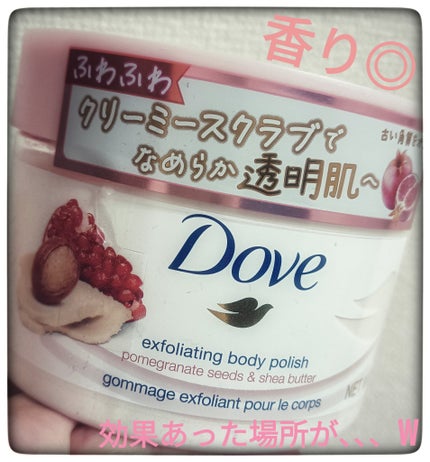 香り◎
ふわふわ
クリーミースクラブで
なめらか透明肌へ
古い角質
Dove
exfoliating body polish
pomegranate seeds & shea butter
gommage exfoliant pour le corps
NET
効果あった場所が、、、W